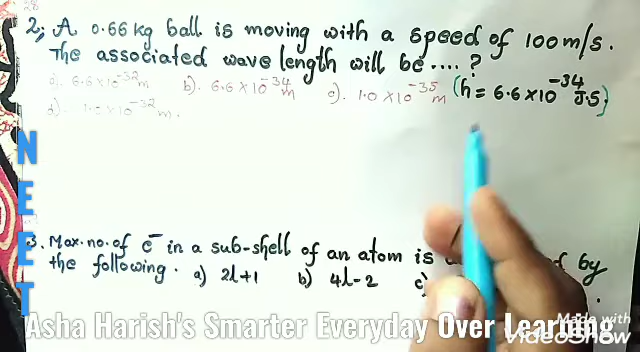 2, A 0.66 kg ball is moving with a speed of 100 m/s.
The associated wave length will be ....?
a). 6.6×10⁻³² m b). 6.6×10⁻³⁴ m c). 1.0×10⁻³⁵ m (h = 6.6×10⁻³⁴ J.S)
d). 1.0×10⁻³² m.
NEET
3. Max. no. of e⁻ in a sub-shell of an atom is by
the following. a) 2l+1 b) 4l-2 c)
Made with
VideoShow
Asha Harish's Smarter Everyday Over Learning